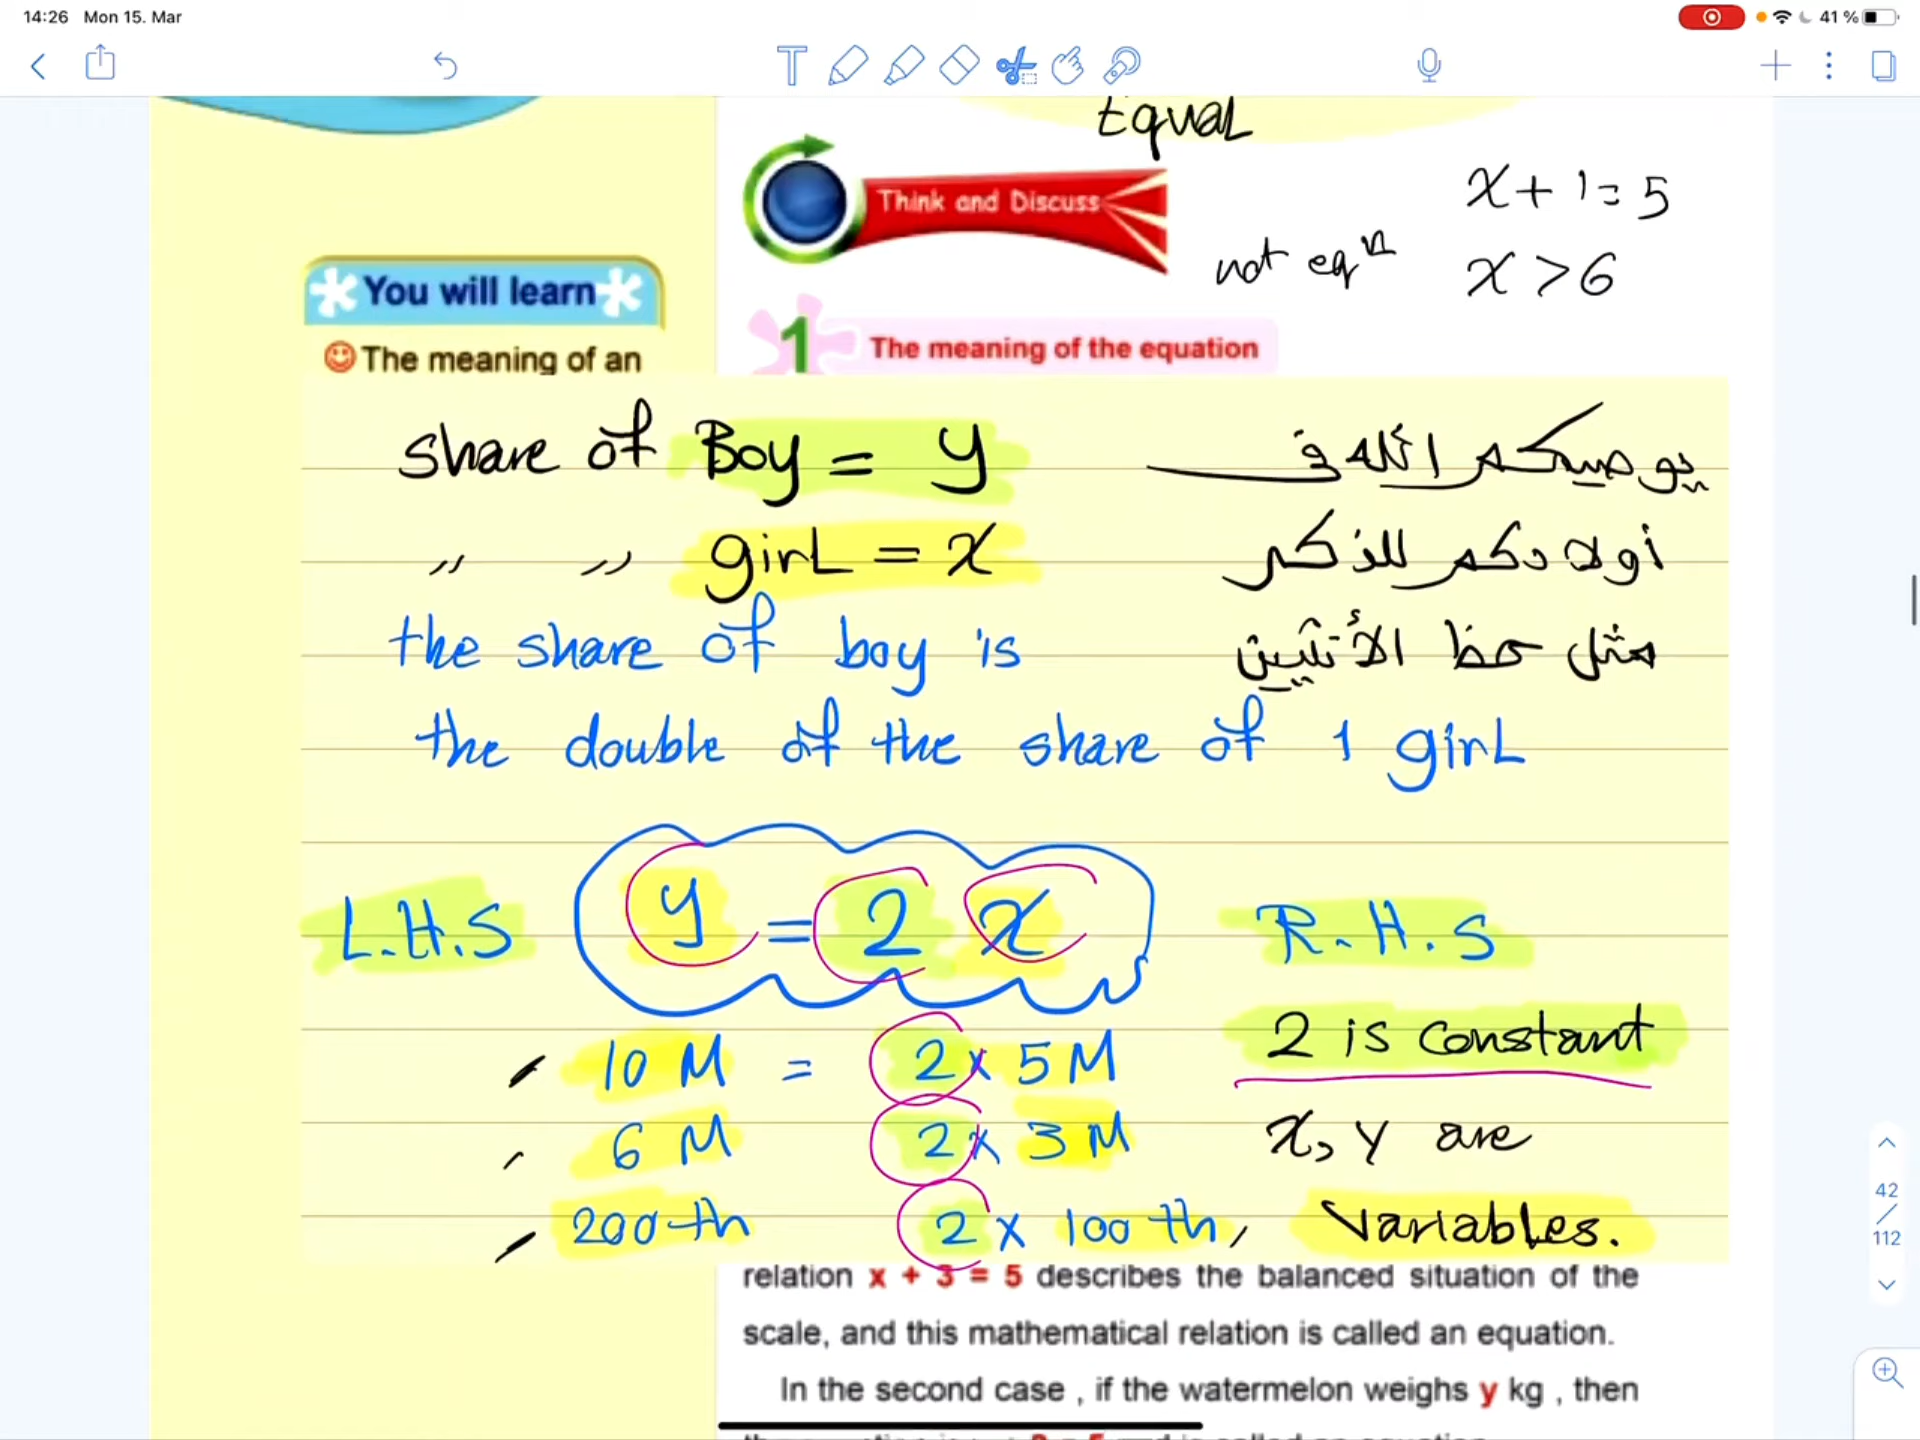 14:26 Mon 15. Mar
41 %
Equal
Think and Discuss
x + 1 = 5
not eqn x > 6
You will learn
The meaning of an
1 The meaning of the equation
share of Boy = y
يوصيكم الله في
" " girl = x
أولادكم للذكر
the share of boy is
مثل حظ الأنثيين
the double of the share of 1 girl
L.H.S y = 2 x R.H.S
10 M = 2 x 5 M
2 is constant
6 M 2 x 3 M
x, y are
200 th 2 x 100 th,
Variables.
42
/
112
relation x + 3 = 5 describes the balanced situation of the
scale, and this mathematical relation is called an equation.
In the second case , if the watermelon weighs y kg , then